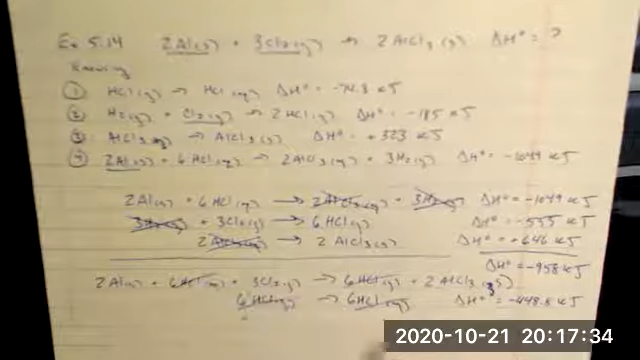 Ex 5.14 2Al(s) + 3Cl₂(g) → 2AlCl₃(s) ΔH° = ?
Knowing
① HCl(g) → HCl(aq) ΔH° = -74.8 kJ
② H₂(g) + Cl₂(g) → 2HCl(g) ΔH° = -185 kJ
③ AlCl₃(aq) → AlCl₃(s) ΔH° = +323 kJ
④ 2Al(s) + 6HCl(aq) → 2AlCl₃(aq) + 3H₂(g) ΔH° = -1049 kJ
2Al(s) + 6HCl(aq) → 2AlCl₃(aq) + 3H₂(g) ΔH° = -1049 kJ
3H₂(g) + 3Cl₂(g) → 6HCl(g) ΔH° = -555 kJ
2AlCl₃(aq) → 2AlCl₃(s) ΔH° = +646 kJ
ΔH° = -958 kJ
2Al(s) + 6HCl(aq) + 3Cl₂(g) → 6HCl(g) + 2AlCl₃(s)
6HCl(g) → 6HCl(aq) ΔH° = -448.8 kJ
2020-10-21 20:17:34